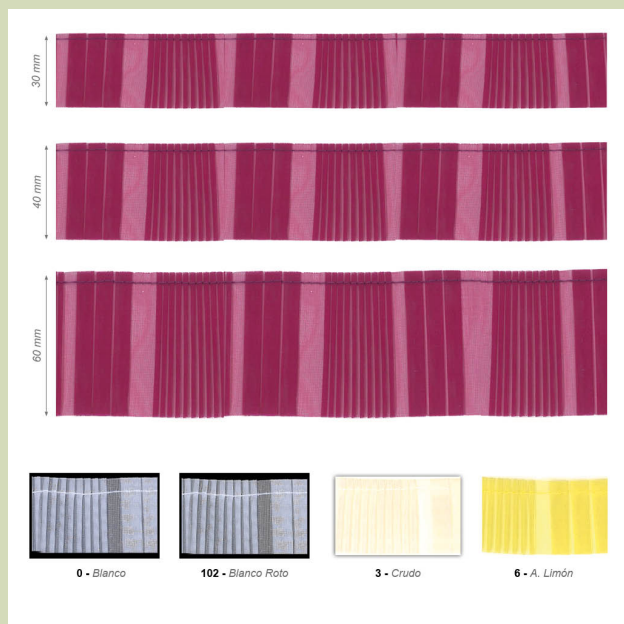 30 mm
40 mm
60 mm
0 - Blanco
102 - Blanco Roto
3 - Crudo
6 - A. Limón